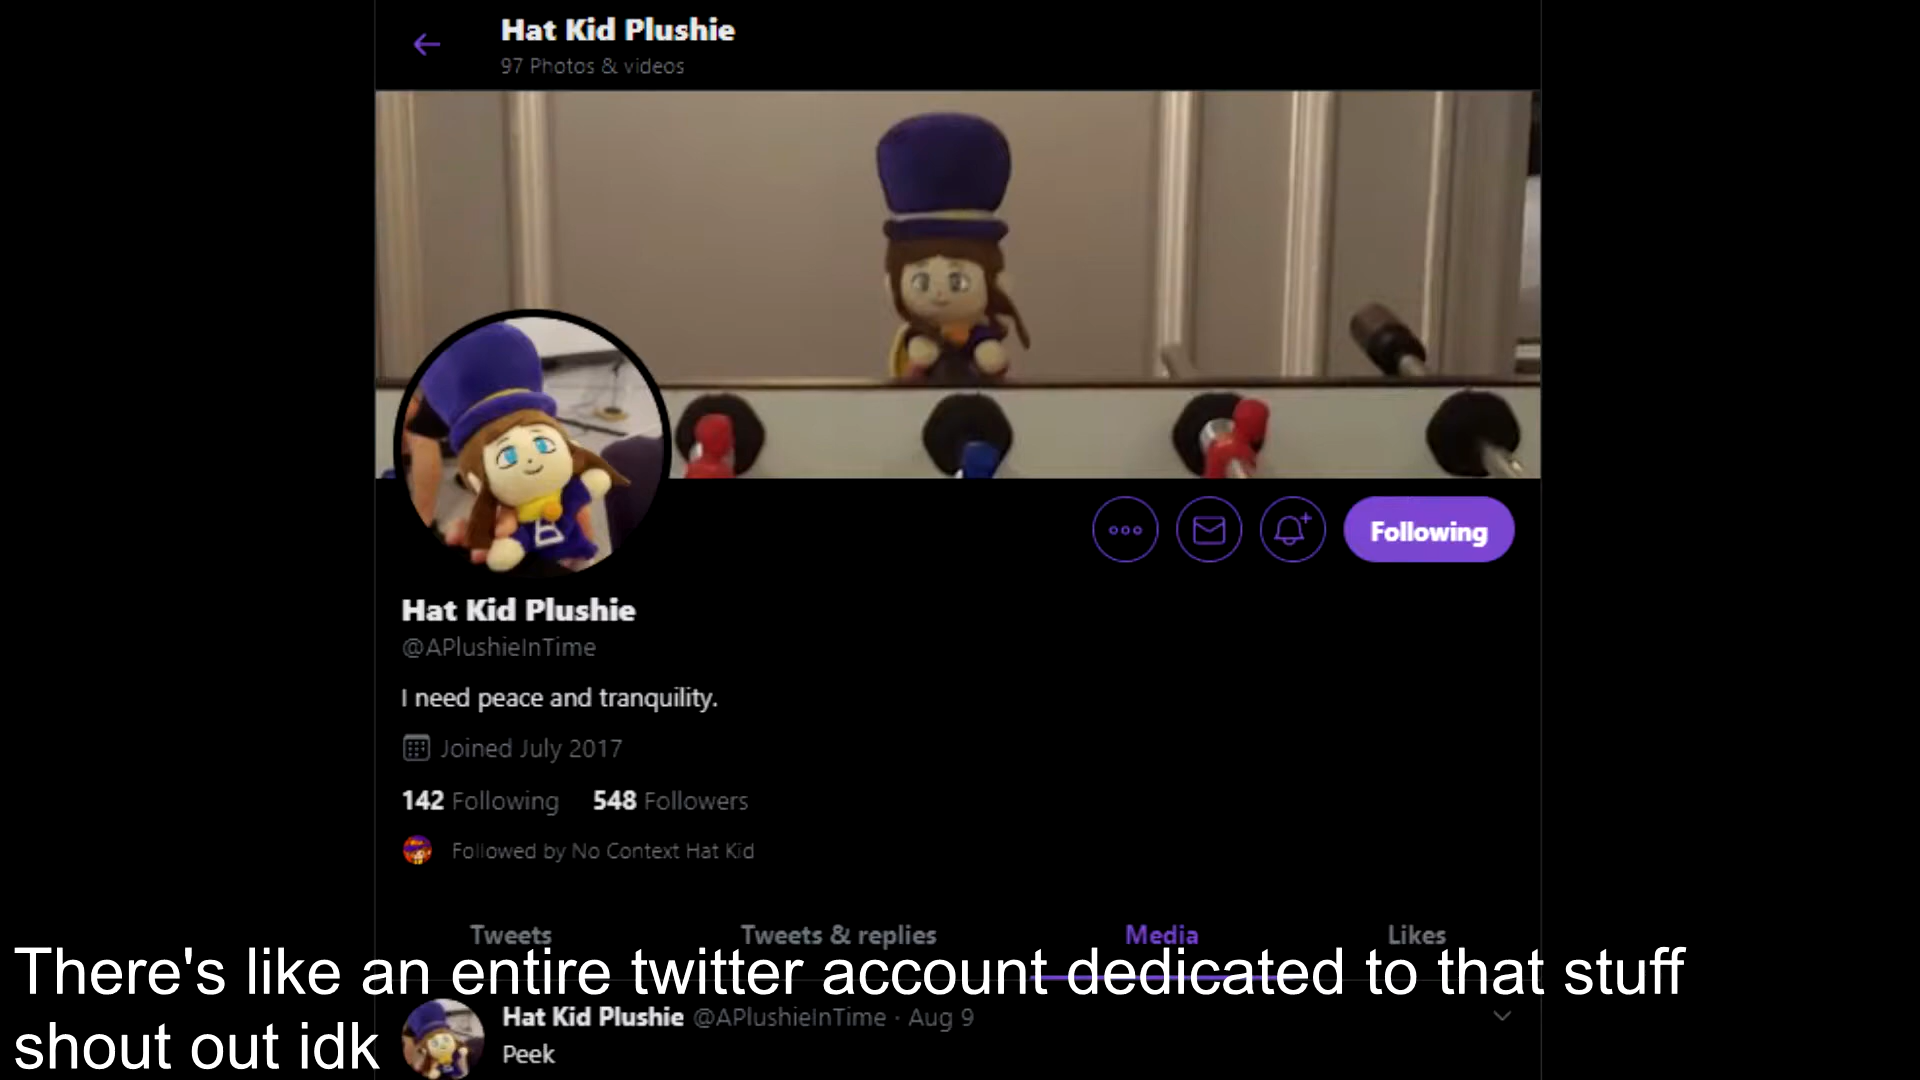 Hat Kid Plushie
97 Photos & videos
Following
Hat Kid Plushie
@APlushieInTime
I need peace and tranquility.
Joined July 2017
142 Following 548 Followers
Followed by No Context Hat Kid
Tweets Tweets & replies Media Likes
There's like an entire twitter account dedicated to that stuff
shout out idk
Hat Kid Plushie @APlushieInTime · Aug 9
Peek